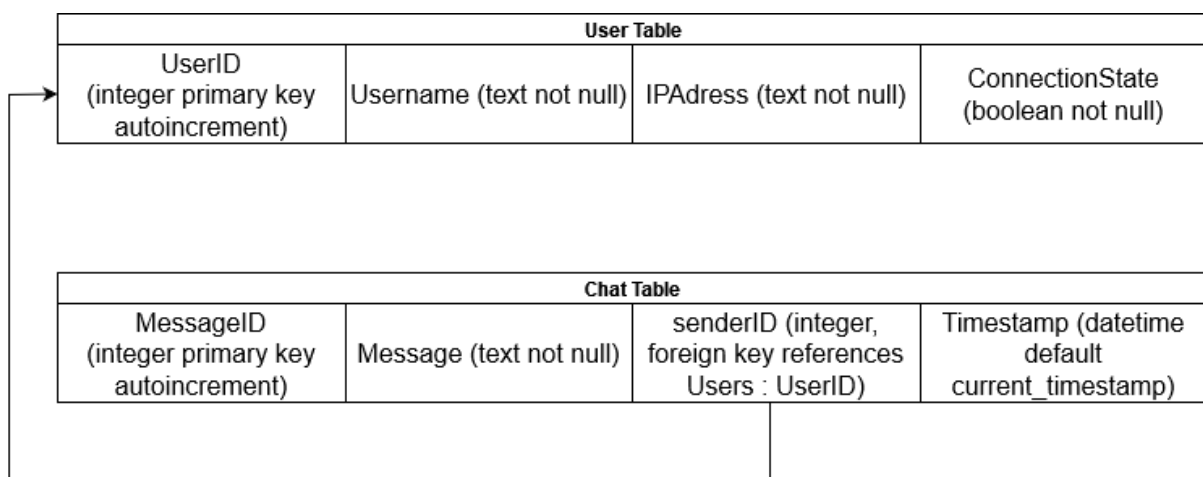 User Table
UserID
(integer primary key
autoincrement)
Username (text not null)
IPAdress (text not null)
ConnectionState
(boolean not null)
Chat Table
MessageID
(integer primary key
autoincrement)
Message (text not null)
senderID (integer,
foreign key references
Users : UserID)
Timestamp (datetime
default
current_timestamp)